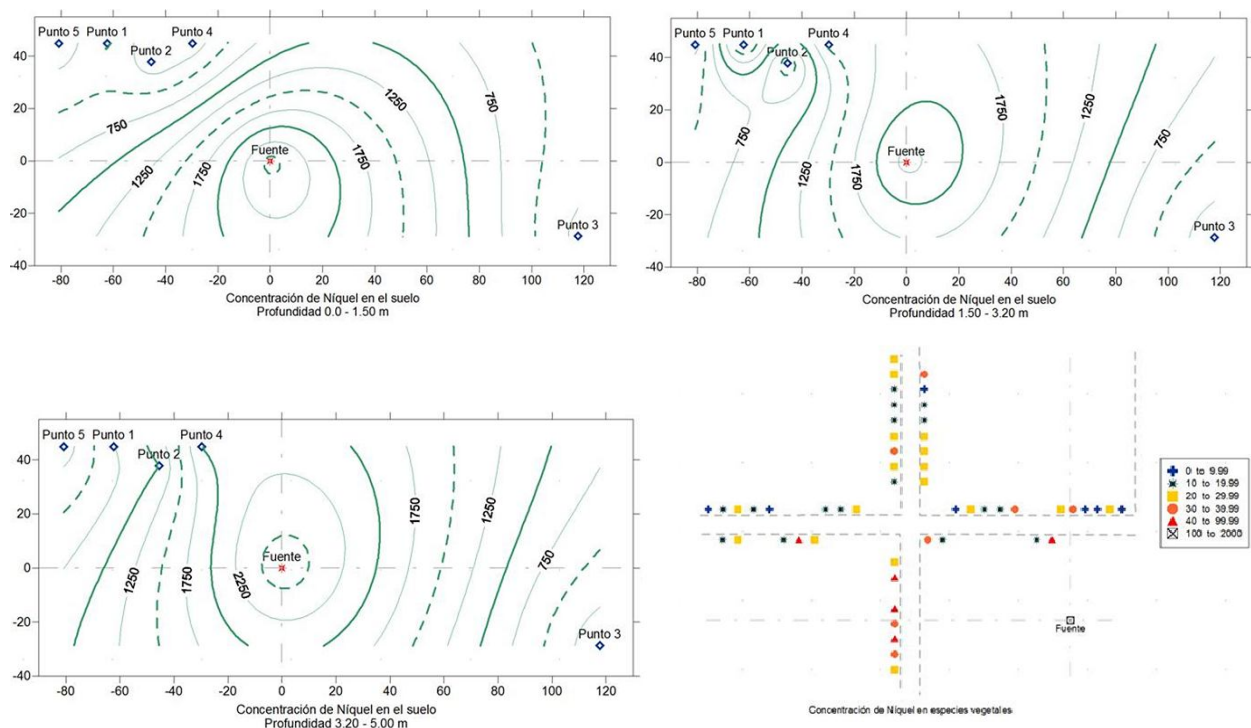 Punto 5 Punto 1 Punto 4
Punto 2
750
1250
1750
1250
1750
750
Fuente
Punto 3
40
20
0
-20
-40
-80 -60 -40 -20 0 20 40 60 80 100 120
Concentración de Níquel en el suelo
Profundidad 0.0 - 1.50 m
Punto 5 Punto 1 Punto 4
Punto 2
750
1250
1750
1750
1250
750
Fuente
Punto 3
40
20
0
-20
-40
-80 -60 -40 -20 0 20 40 60 80 100 120
Concentración de Níquel en el suelo
Profundidad 1.50 - 3.20 m
Punto 5 Punto 1 Punto 4
Punto 2
1250
1750
2250
1750
1250
750
Fuente
Punto 3
40
20
0
-20
-40
-80 -60 -40 -20 0 20 40 60 80 100 120
Concentración de Níquel en el suelo
Profundidad 3.20 - 5.00 m
0 to 9.99
10 to 19.99
20 to 29.99
30 to 39.99
40 to 99.99
100 to 2000
Fuente
Concentración de Níquel en especies vegetales